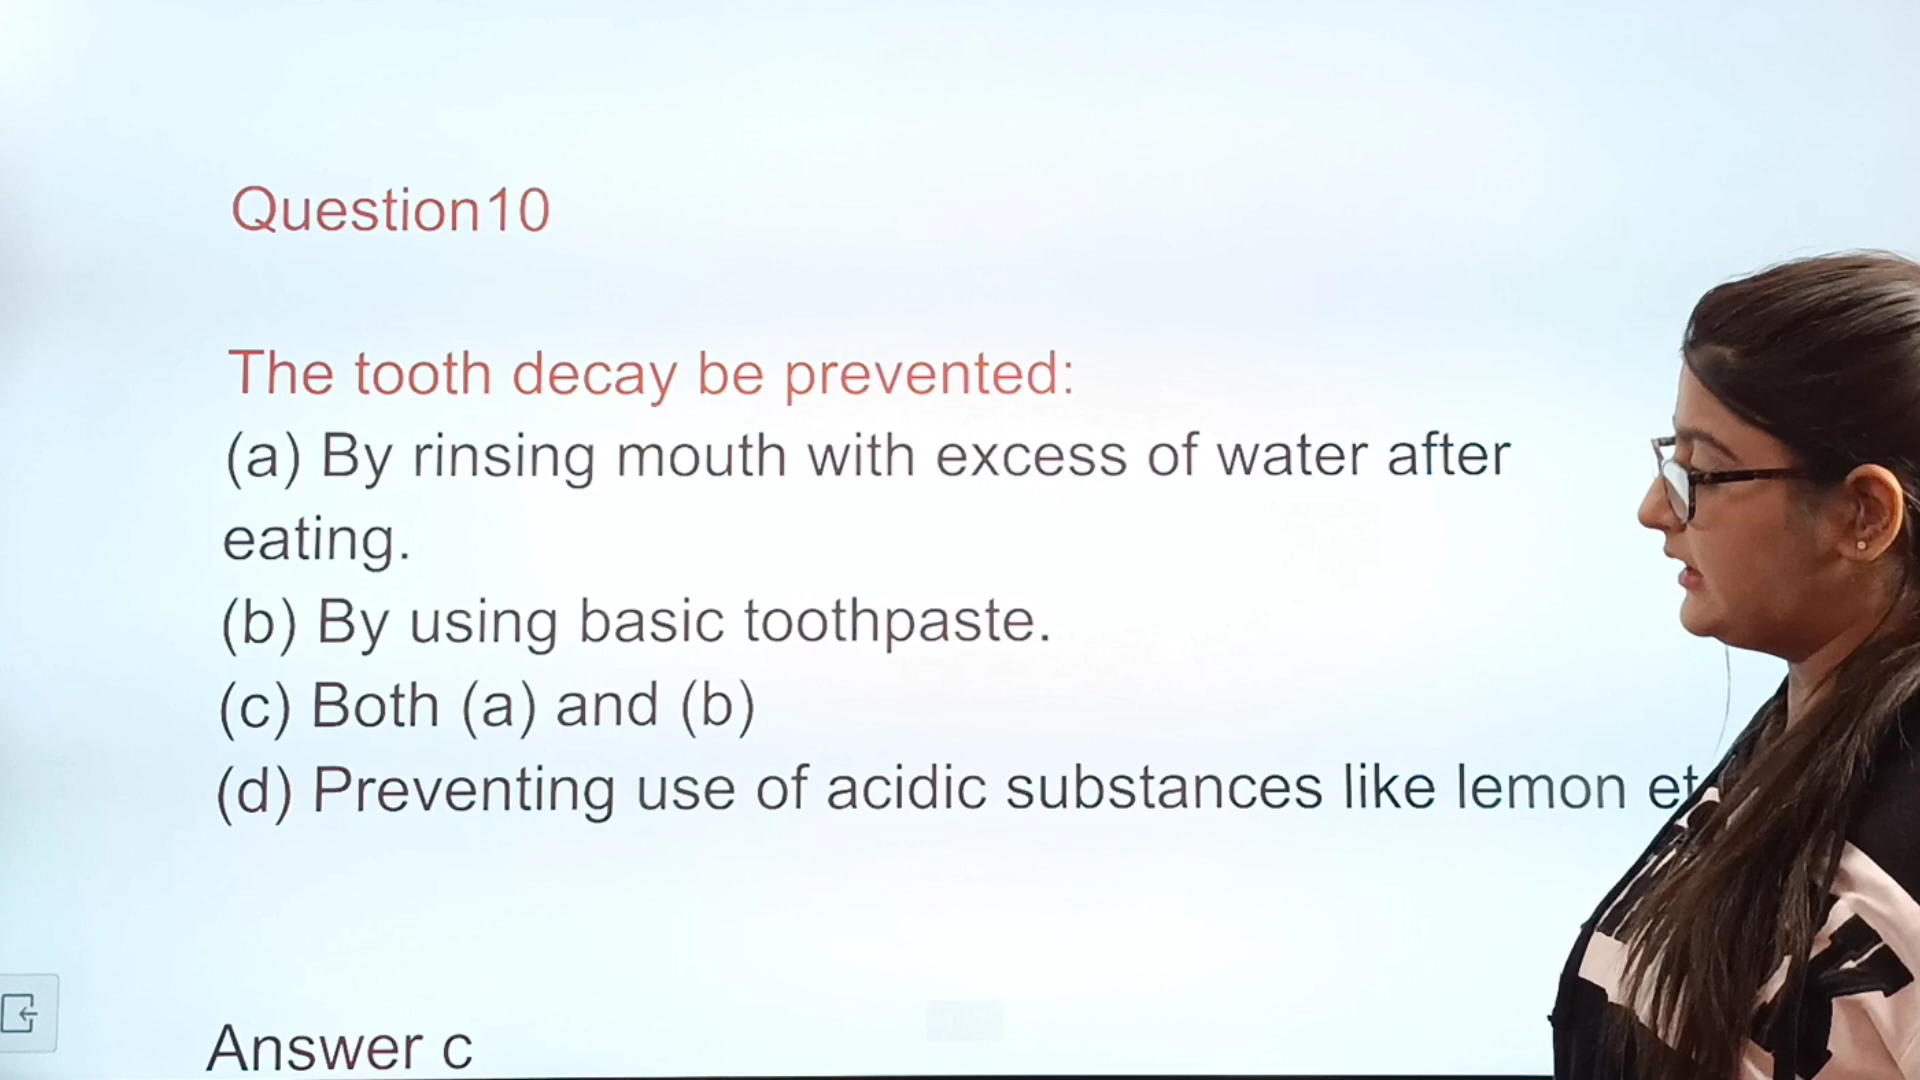 Question10
The tooth decay be prevented:
(a) By rinsing mouth with excess of water after
eating.
(b) By using basic toothpaste.
(c) Both (a) and (b)
(d) Preventing use of acidic substances like lemon et
Answer c